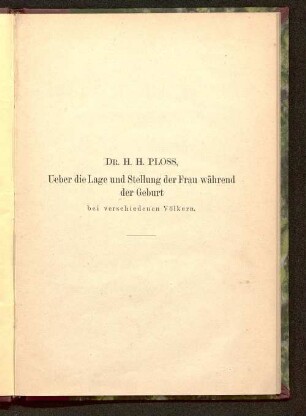 DR. H. H. PLOSS,
Ueber die Lage und Stellung der Frau während
der Geburt
bei verschiedenen Völkern.